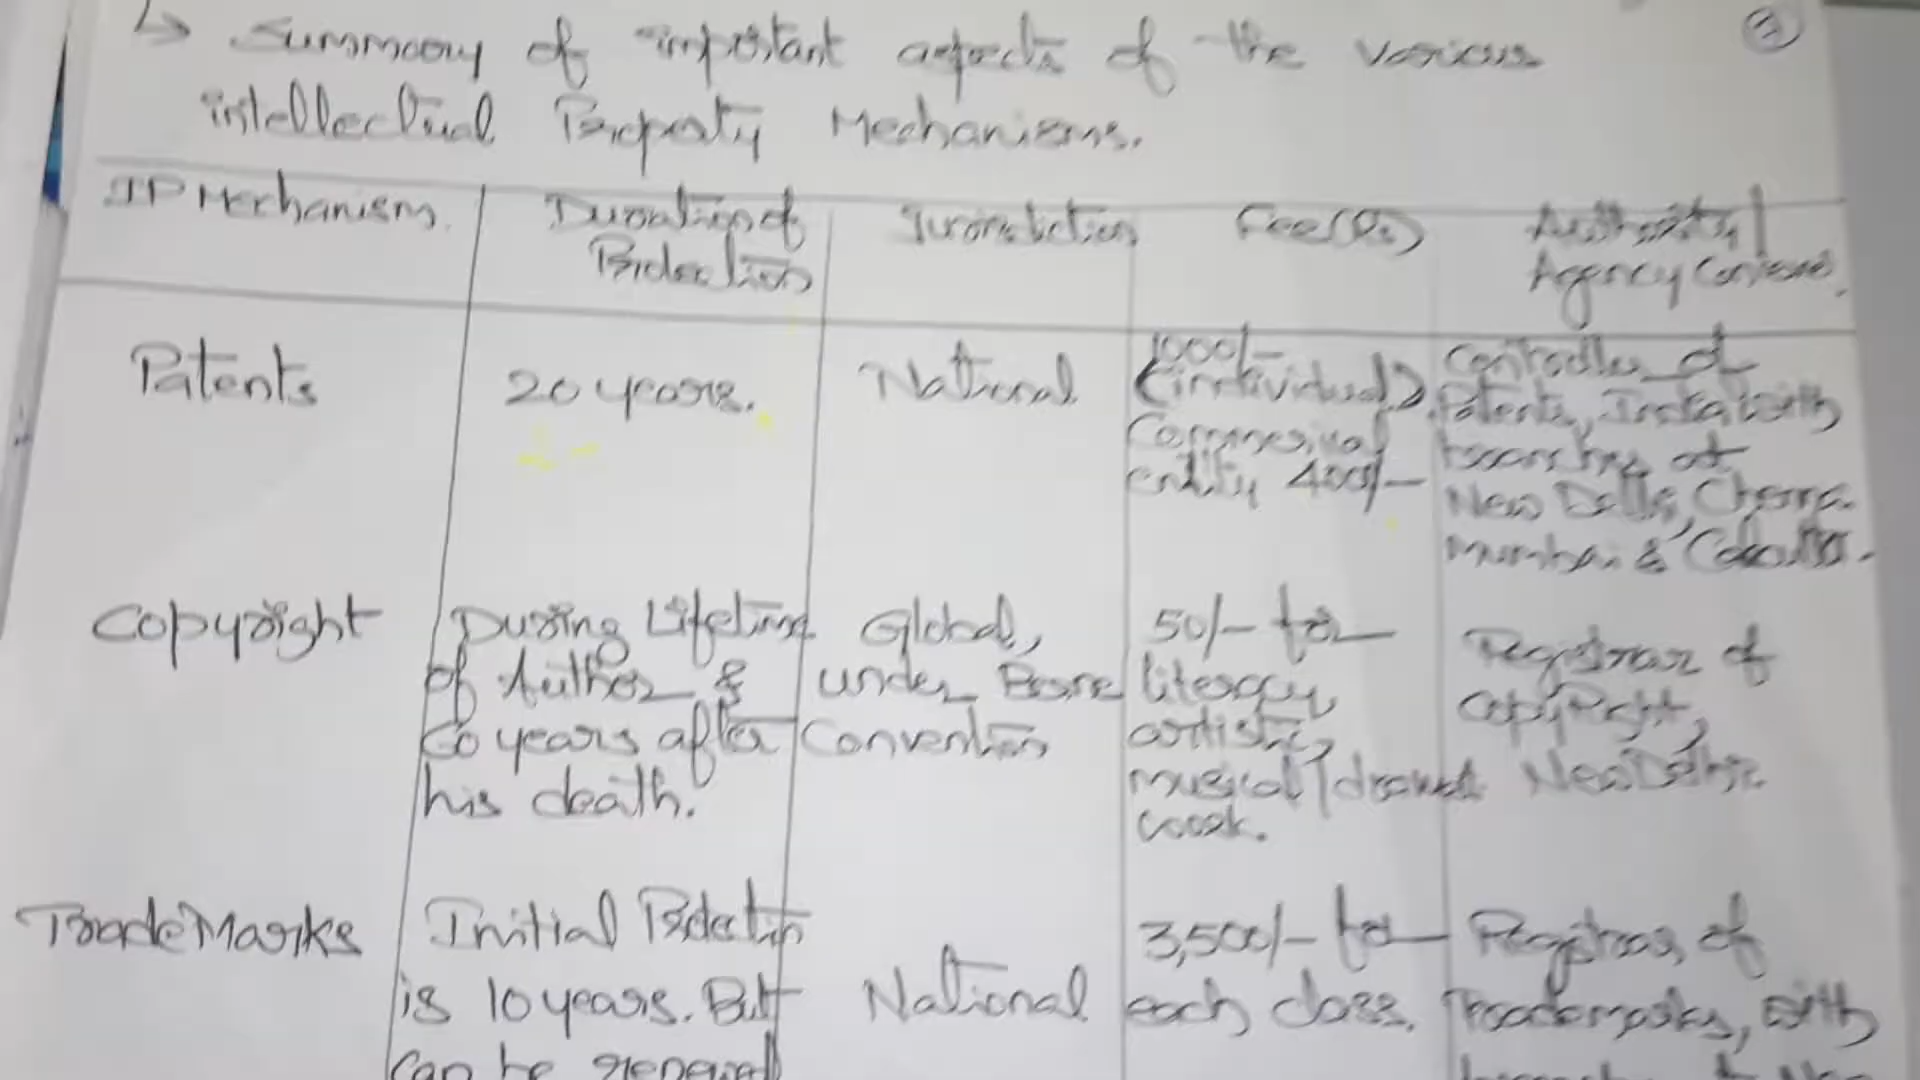 ↳ Summary of important aspects of the various
intellectual Property Mechanisms.
②
IP Mechanism. Duration of Protection Jurisdiction Fee(Rs) Authority/ Agency
Patents
20 years.
National
1000/-
(individual).
Commercial
entity 4000/-
Controller of
Patents, India with
branches at
New Delhi,
Mumbai &
Copyright
During Lifetime
of Author &
60 years after
his death.
Global,
under Berne
Convention
50/- for
literary,
artistic,
musical/
work.
Registrar of
Copyright,
New Delhi.
TradeMarks
Initial Protection
is 10 years. But
can be renewed
National
3,500/- for
each class.
Registrar of
Trademarks, with